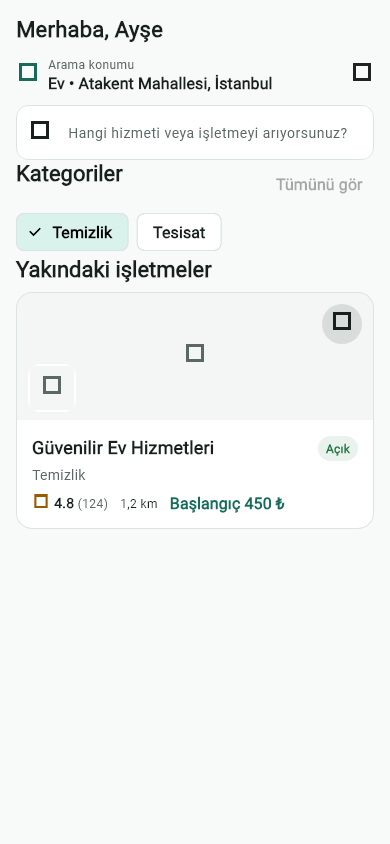 Merhaba, Ayşe
Arama konumu
Ev • Atakent Mahallesi, İstanbul
Hangi hizmeti veya işletmeyi arıyorsunuz?
Kategoriler
Tümünü gör
Temizlik
Tesisat
Yakındaki işletmeler
Güvenilir Ev Hizmetleri
Açık
Temizlik
4.8 (124) 1,2 km Başlangıç 450 ₺